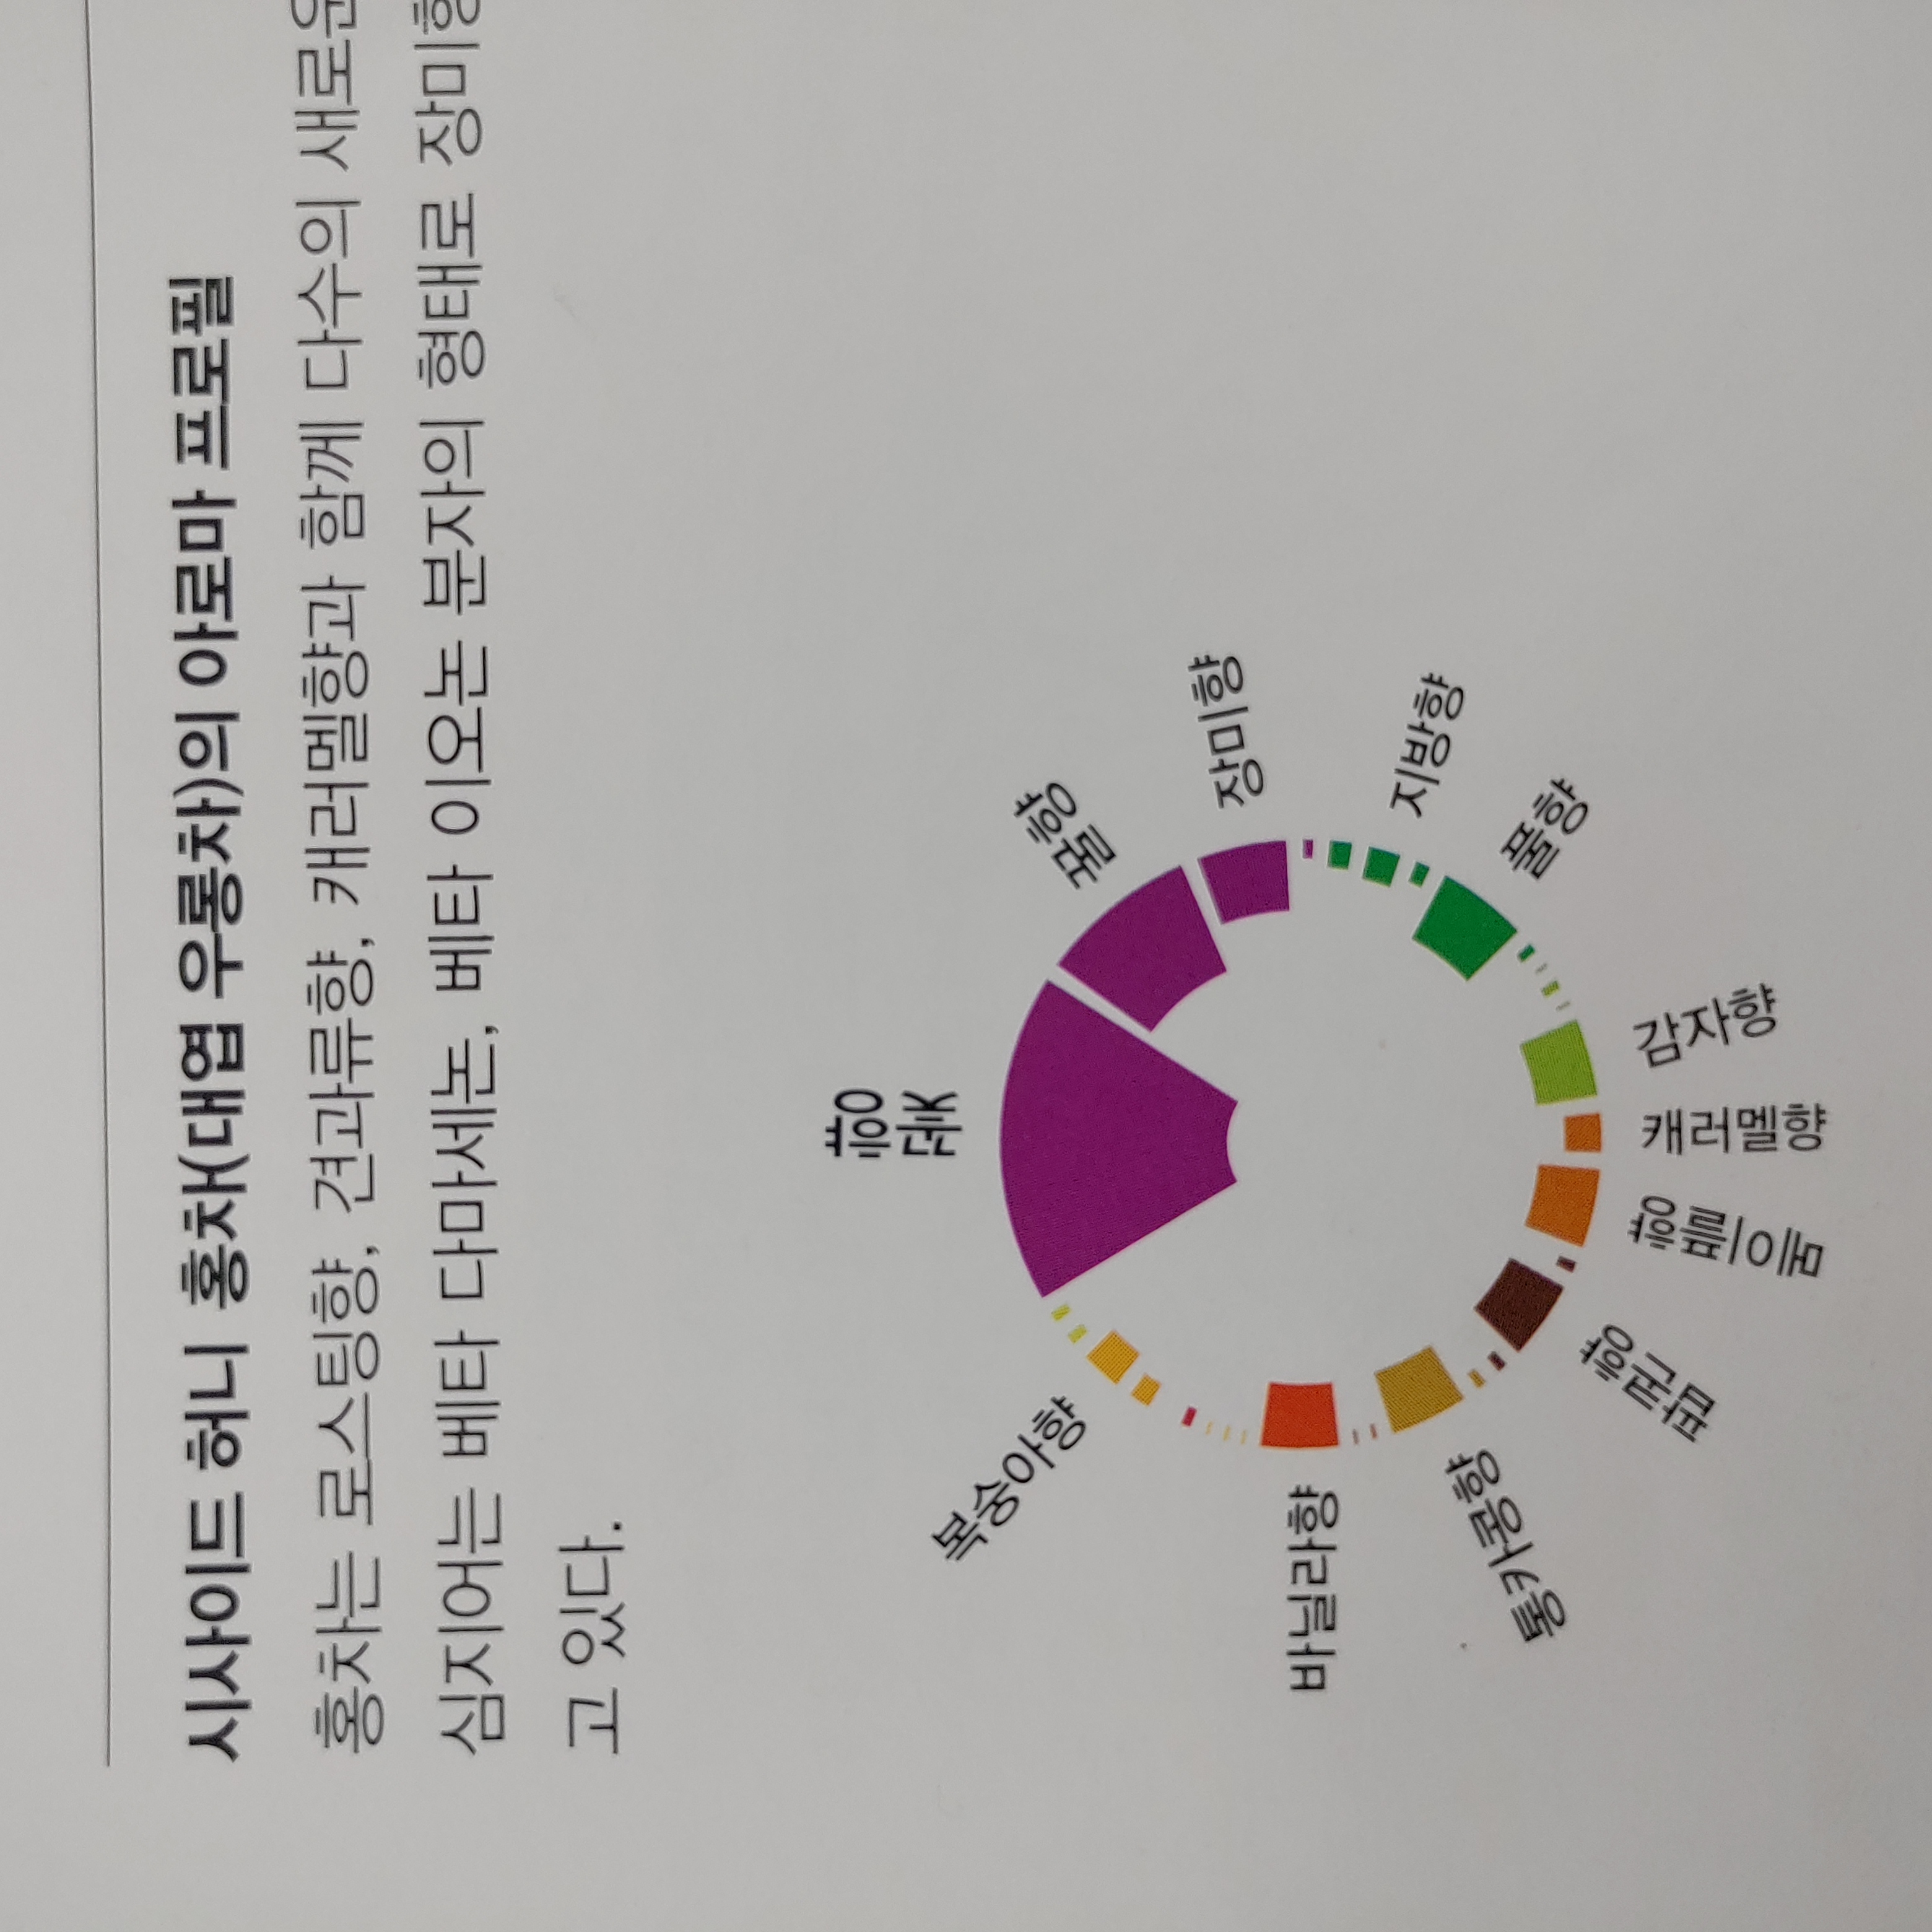 시사이드 허니 홍차(대엽 우롱차)의 아로마 프로필
홍차는 로스팅향, 견과류향, 캐러멜향과 함께 다수의 새로운
심지어는 베타 다마세논, 베타 이오논 분자의 형태로 장미향
고 있다.
꽃향
꿀향
장미향
지방향
풀향
감자향
캐러멜향
메이플향
팝콘향
통카콩향
바닐라향
복숭아향